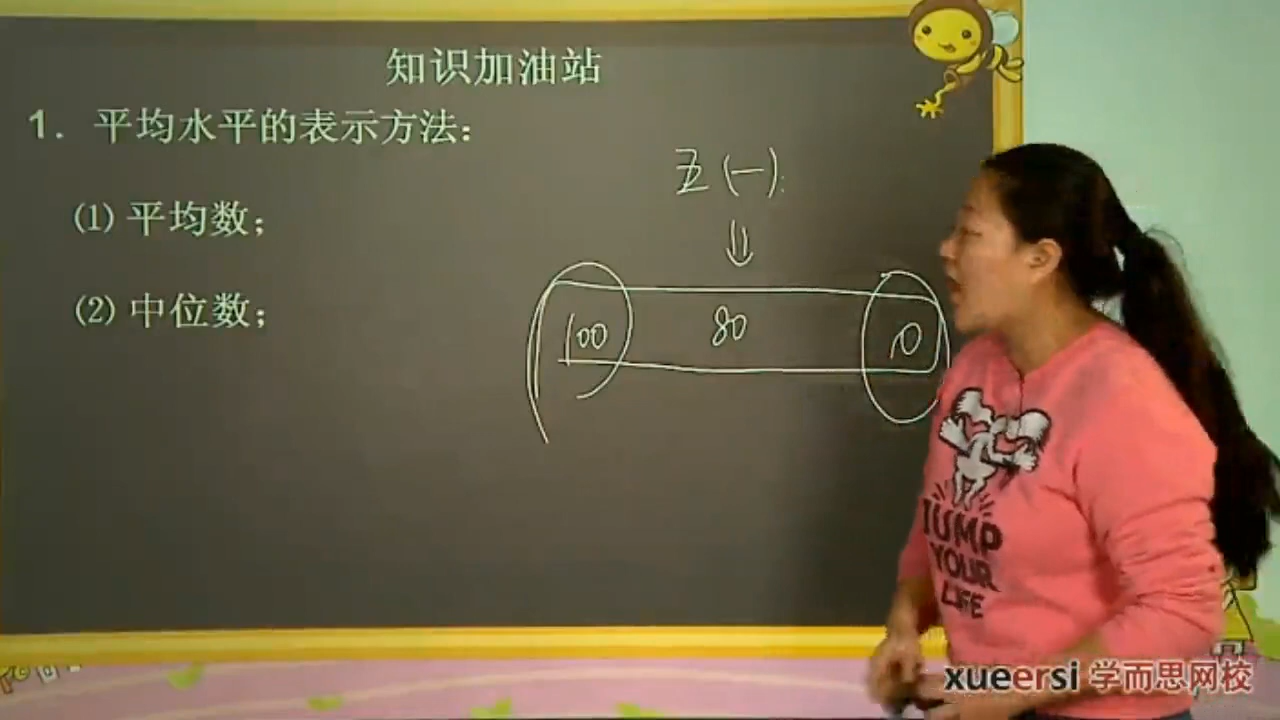 知识加油站
1. 平均水平的表示方法:
⑴ 平均数;
⑵ 中位数;
五 (一):
100 80 10
JUMP
YOUR
LIFE
xueersi 学而思网校